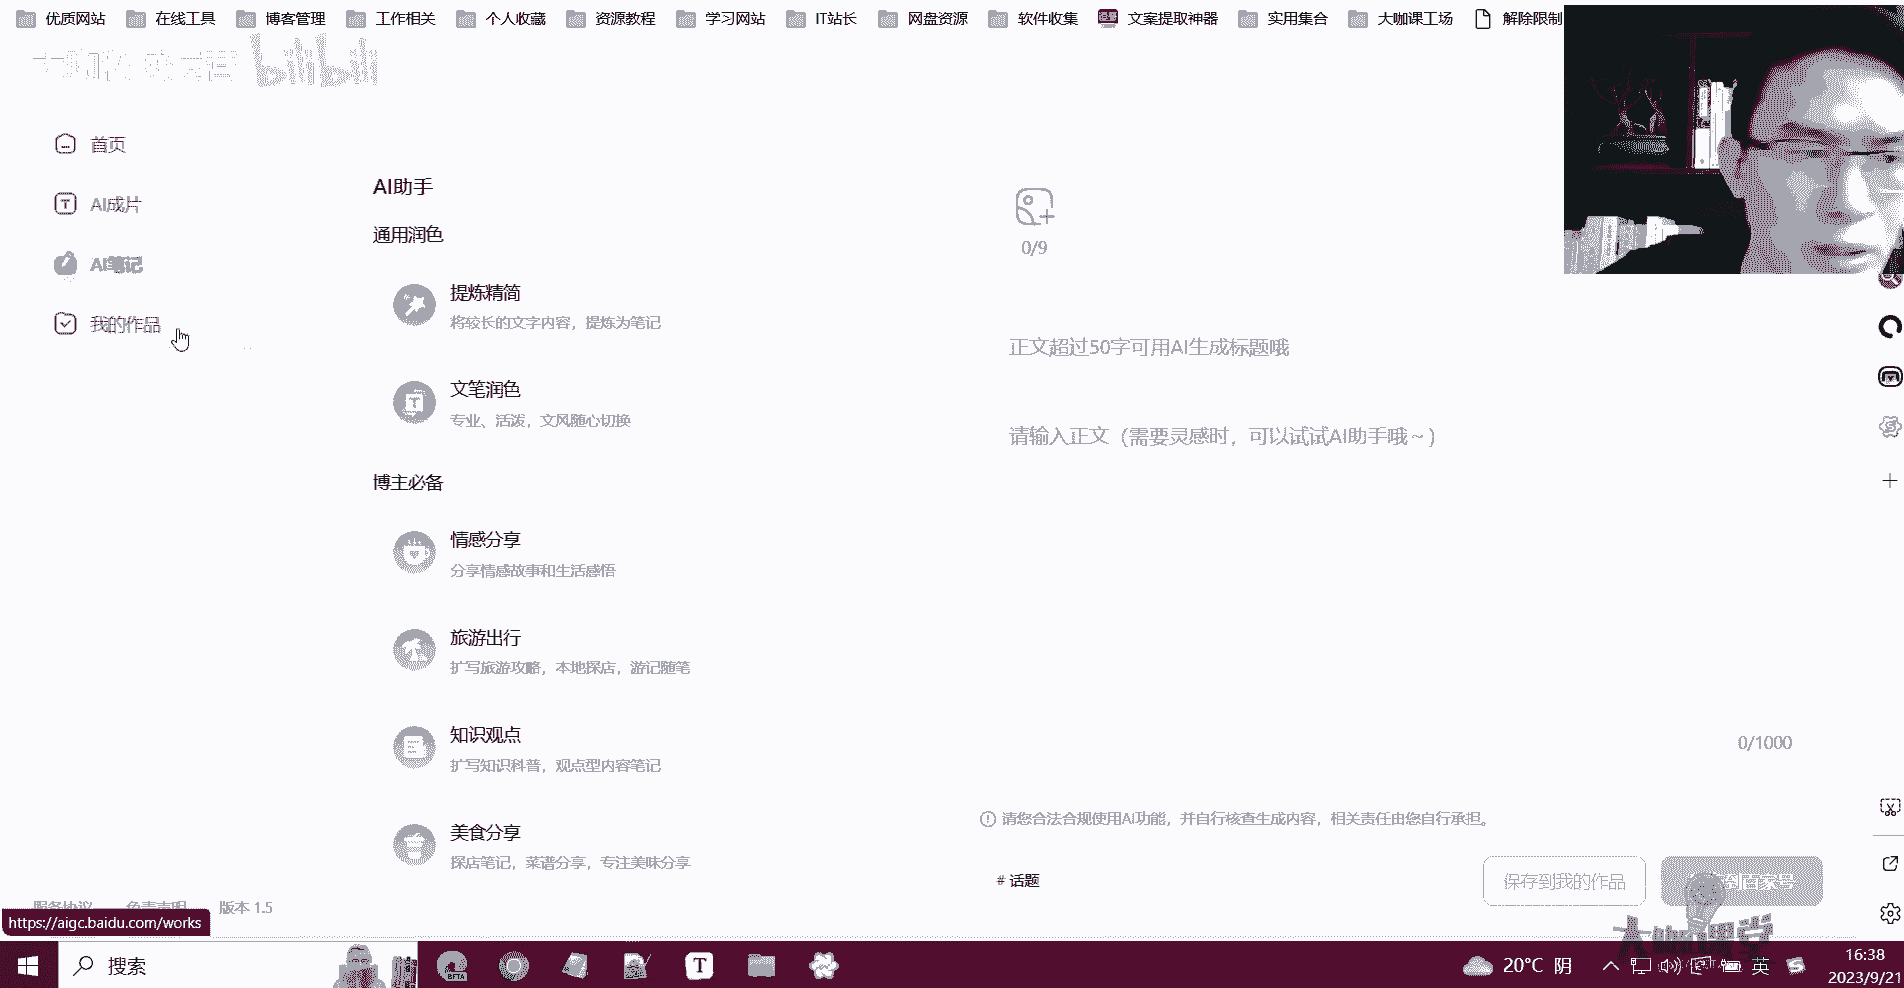 优质网站 在线工具 博客管理 工作相关 个人收藏 资源教程 学习网站 IT站长 网盘资源 软件收集 文案提取神器 实用集合 大咖课工场 解除限制
bilibili
首页
AI成片
AI笔记
我的作品
AI助手
通用润色
提炼精简
将较长的文字内容，提炼为笔记
文笔润色
专业、活泼，文风随心切换
博主必备
情感分享
分享情感故事和生活感悟
旅游出行
扩写旅游攻略，本地探店，游记随笔
知识观点
扩写知识科普，观点型内容笔记
美食分享
探店笔记，菜谱分享，专注美味分享
0/9
正文超过50字可用AI生成标题哦
请输入正文（需要灵感时，可以试试AI助手哦～）
0/1000
请您合法合规使用AI功能，并自行核查生成内容，相关责任由您自行承担。
# 话题
保存到我的作品
服务协议 免责声明 版本 1.5
https://aigc.baidu.com/works
大咖课堂
搜索
BETA
T
20°C 阴
英
16:38
2023/9/21